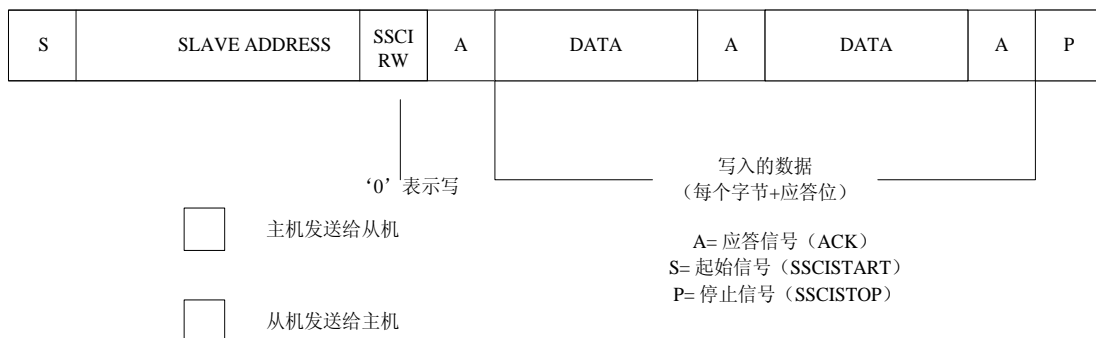 S SLAVE ADDRESS SSCI RW A DATA A DATA A P
‘0’ 表示写
写入的数据
（每个字节+应答位）
主机发送给从机
A= 应答信号（ACK）
S= 起始信号（SSCISTART）
P= 停止信号（SSCISTOP）
从机发送给主机